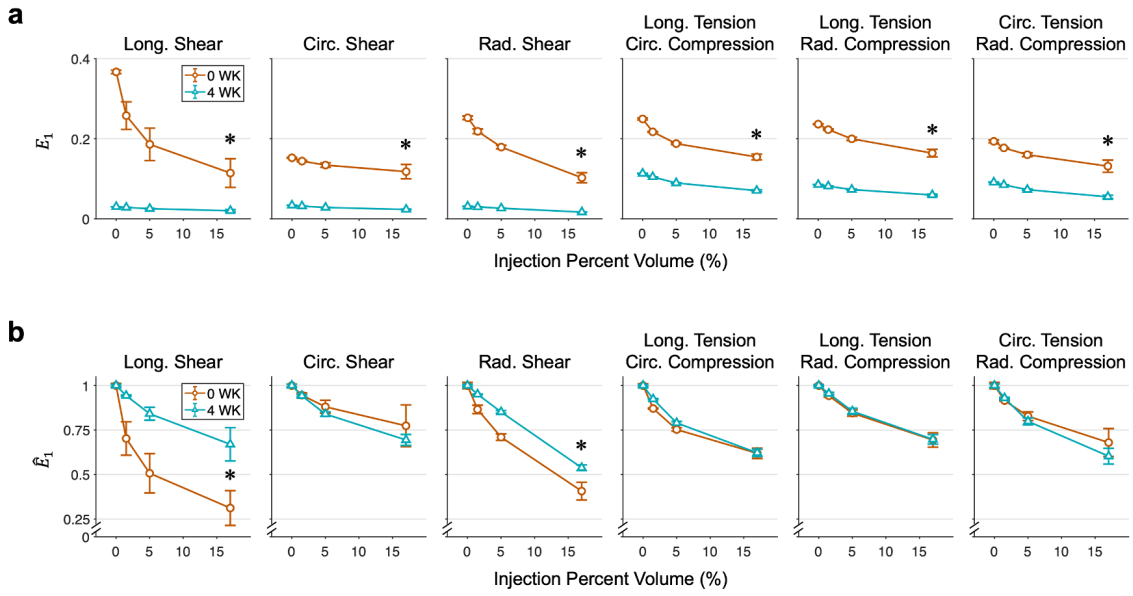 a
Long. Shear
Circ. Shear
Rad. Shear
Long. Tension
Circ. Compression
Long. Tension
Rad. Compression
Circ. Tension
Rad. Compression
0.4
0.2
0
E1
0 WK
4 WK
*
*
*
*
*
*
0 5 10 15
0 5 10 15
0 5 10 15
0 5 10 15
0 5 10 15
0 5 10 15
Injection Percent Volume (%)
b
Long. Shear
Circ. Shear
Rad. Shear
Long. Tension
Circ. Compression
Long. Tension
Rad. Compression
Circ. Tension
Rad. Compression
1
0.75
0.5
0.25
0
Ê1
0 WK
4 WK
*
*
0 5 10 15
0 5 10 15
0 5 10 15
0 5 10 15
0 5 10 15
0 5 10 15
Injection Percent Volume (%)